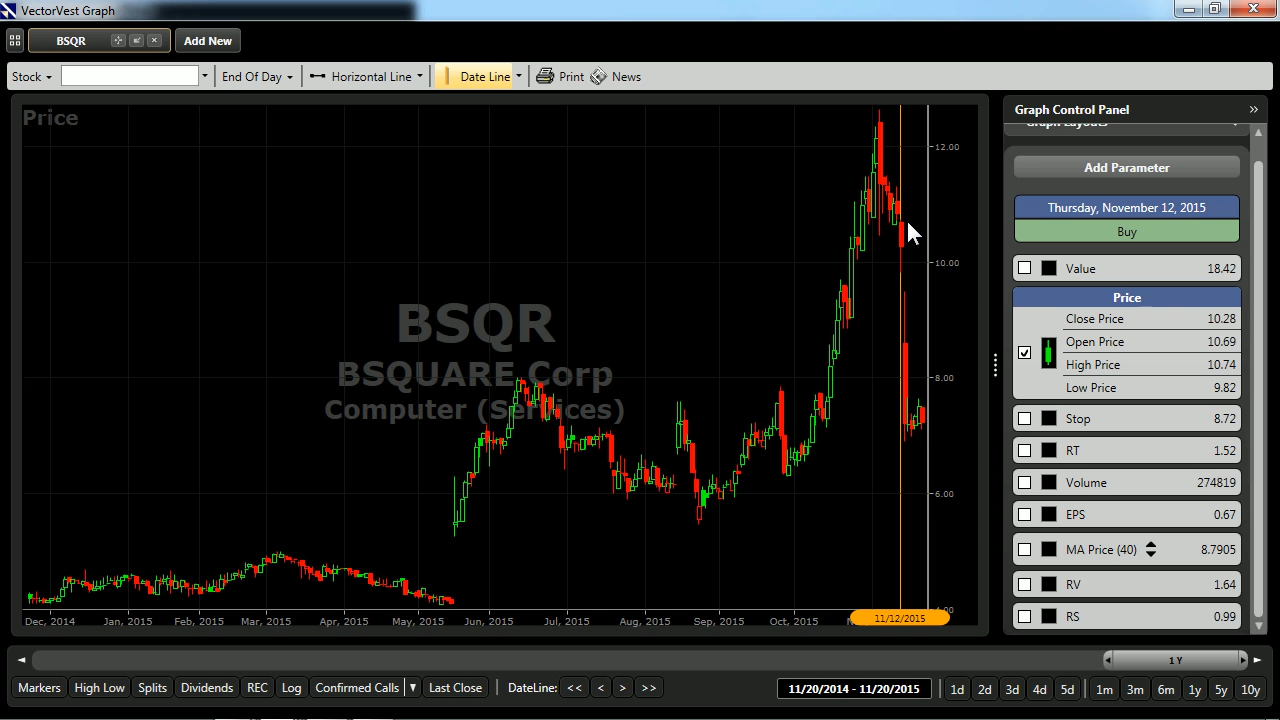 VectorVest Graph
BSQR
Add New
Stock
End Of Day
Horizontal Line
Date Line
Print
News
Price
12.00
10.00
8.00
6.00
BSQR
BSQUARE Corp
Computer (Services)
Dec, 2014
Jan, 2015
Feb, 2015
Mar, 2015
Apr, 2015
May, 2015
Jun, 2015
Jul, 2015
Aug, 2015
Sep, 2015
Oct, 2015
11/12/2015
Graph Control Panel
Graph Layouts
Add Parameter
Thursday, November 12, 2015
Buy
Value 18.42
Price
Close Price 10.28
Open Price 10.69
High Price 10.74
Low Price 9.82
Stop 8.72
RT 1.52
Volume 274819
EPS 0.67
MA Price (40) 8.7905
RV 1.64
RS 0.99
1 Y
Markers
High Low
Splits
Dividends
REC
Log
Confirmed Calls
Last Close
DateLine:
<<
<
>
>>
11/20/2014 - 11/20/2015
1d
2d
3d
4d
5d
1m
3m
6m
1y
5y
10y